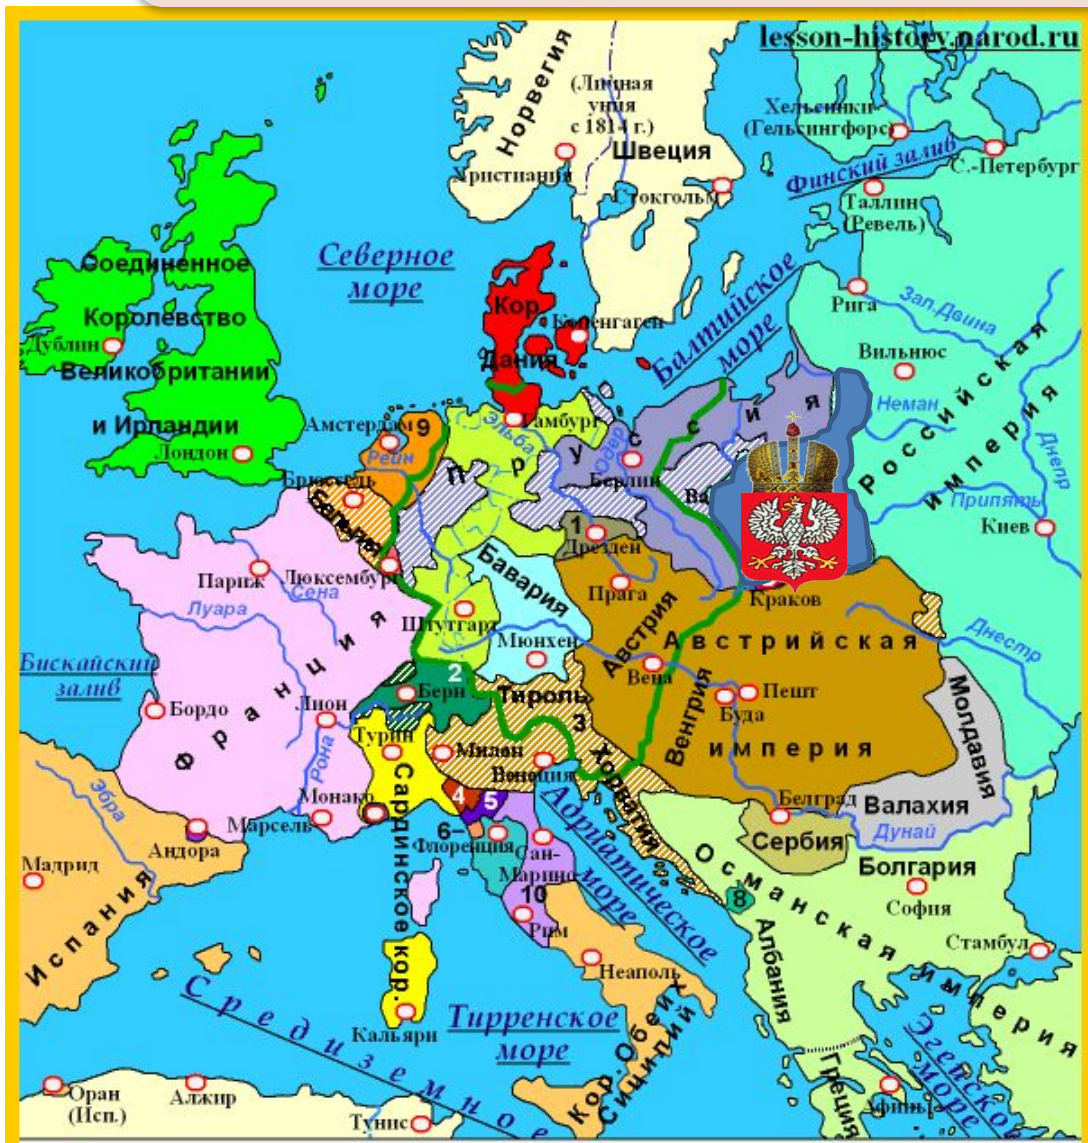 lesson-history.narod.ru
Норвегия
(Личная
уния
с 1814 г.)
Швеция
Христиания
Стокгольм
Хельсинки
(Гельсингфорс)
Финский залив
С.-Петербург
Таллин
(Ревель)
Северное
море
Соединенное
Королевство
Великобритании
и Ирландии
Дублин
Лондон
Кор.
Дания
Копенгаген
Балтийское
море
Рига
Зап.Двина
Вильнюс
Неман
Российская
империя
Днепр
Припять
Киев
Амстердам
9
Рейн
Гамбург
Эльба
Одер
Пруссия
Берлин
Ва
Брюссель
Бельгия
1
Дрезден
Люксембург
Париж
Сена
Луара
Франция
Бавария
Прага
Краков
Штутгарт
Мюнхен
Австрия
Австрийская
империя
Вена
Пешт
Буда
Венгрия
Днестр
Молдавия
Бискайский
залив
2
Берн
Тироль
3
Бордо
Лион
Рона
Турин
Милан
Венеция
Хорватия
Белград
Валахия
Дунай
Сербия
Болгария
София
Эбра
Монако
Марсель
Андора
4
5
6–
Флоренция
Сан-
Марино
Сардинское кор.
Адриатическое
море
8
Османская империя
Албания
Стамбул
Мадрид
Испания
10
Рим
Неаполь
Кальяри
Тирренское
море
Кор. Обеих
Сицилий
Средиземное
Эгейское
море
Греция
Афины
Оран
(Исп.)
Алжир
Тунис